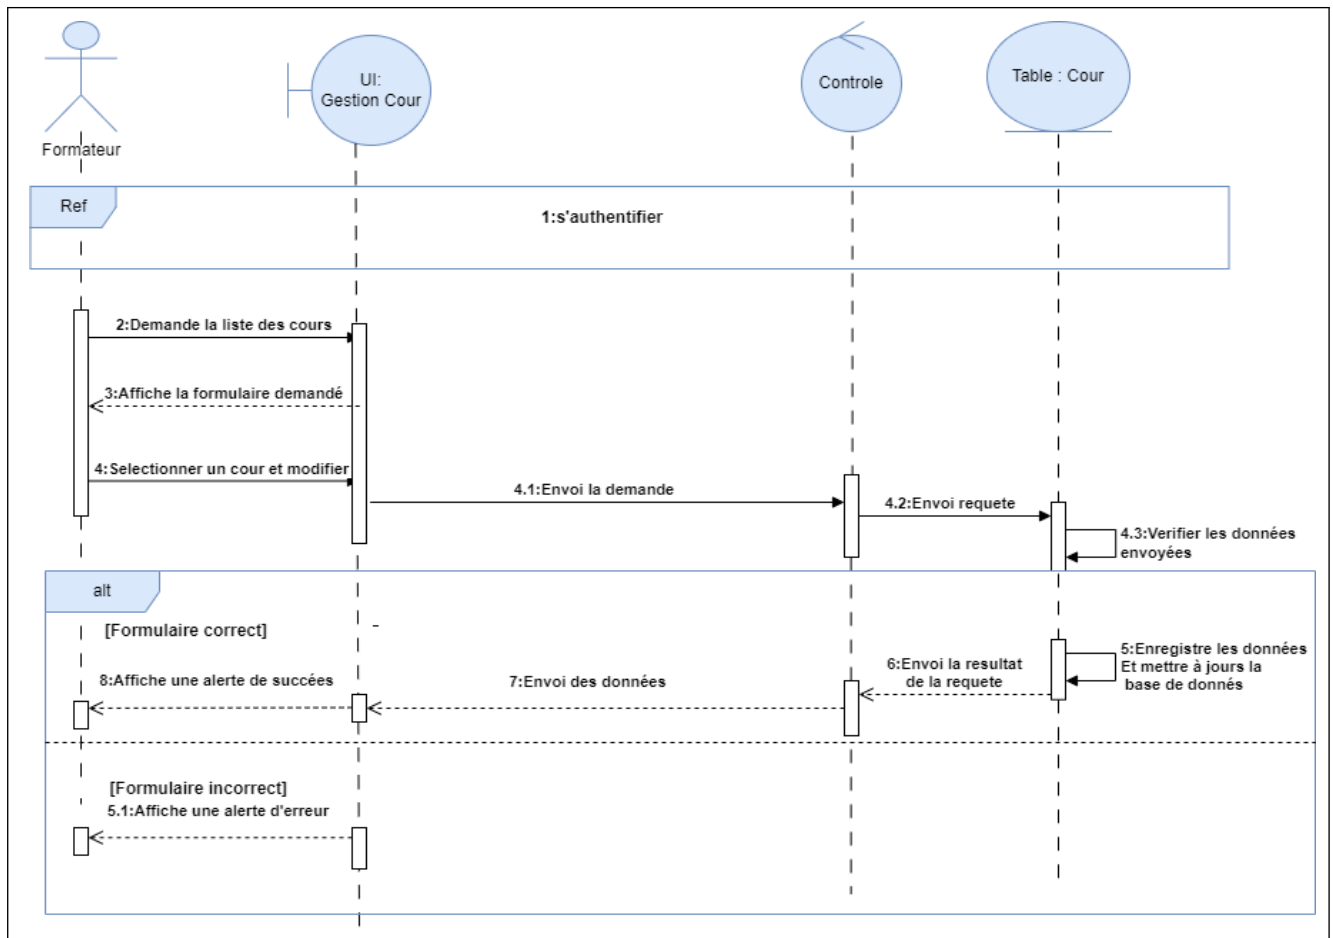 UI:
Gestion Cour
Controle
Table : Cour
Formateur
Ref
1:s'authentifier
2:Demande la liste des cours
3:Affiche la formulaire demandé
4:Selectionner un cour et modifier
4.1:Envoi la demande
4.2:Envoi requete
4.3:Verifier les données
envoyées
alt
[Formulaire correct]
-
5:Enregistre les données
Et mettre à jours la
base de donnés
6:Envoi la resultat
de la requete
7:Envoi des données
8:Affiche une alerte de succées
[Formulaire incorrect]
5.1:Affiche une alerte d'erreur